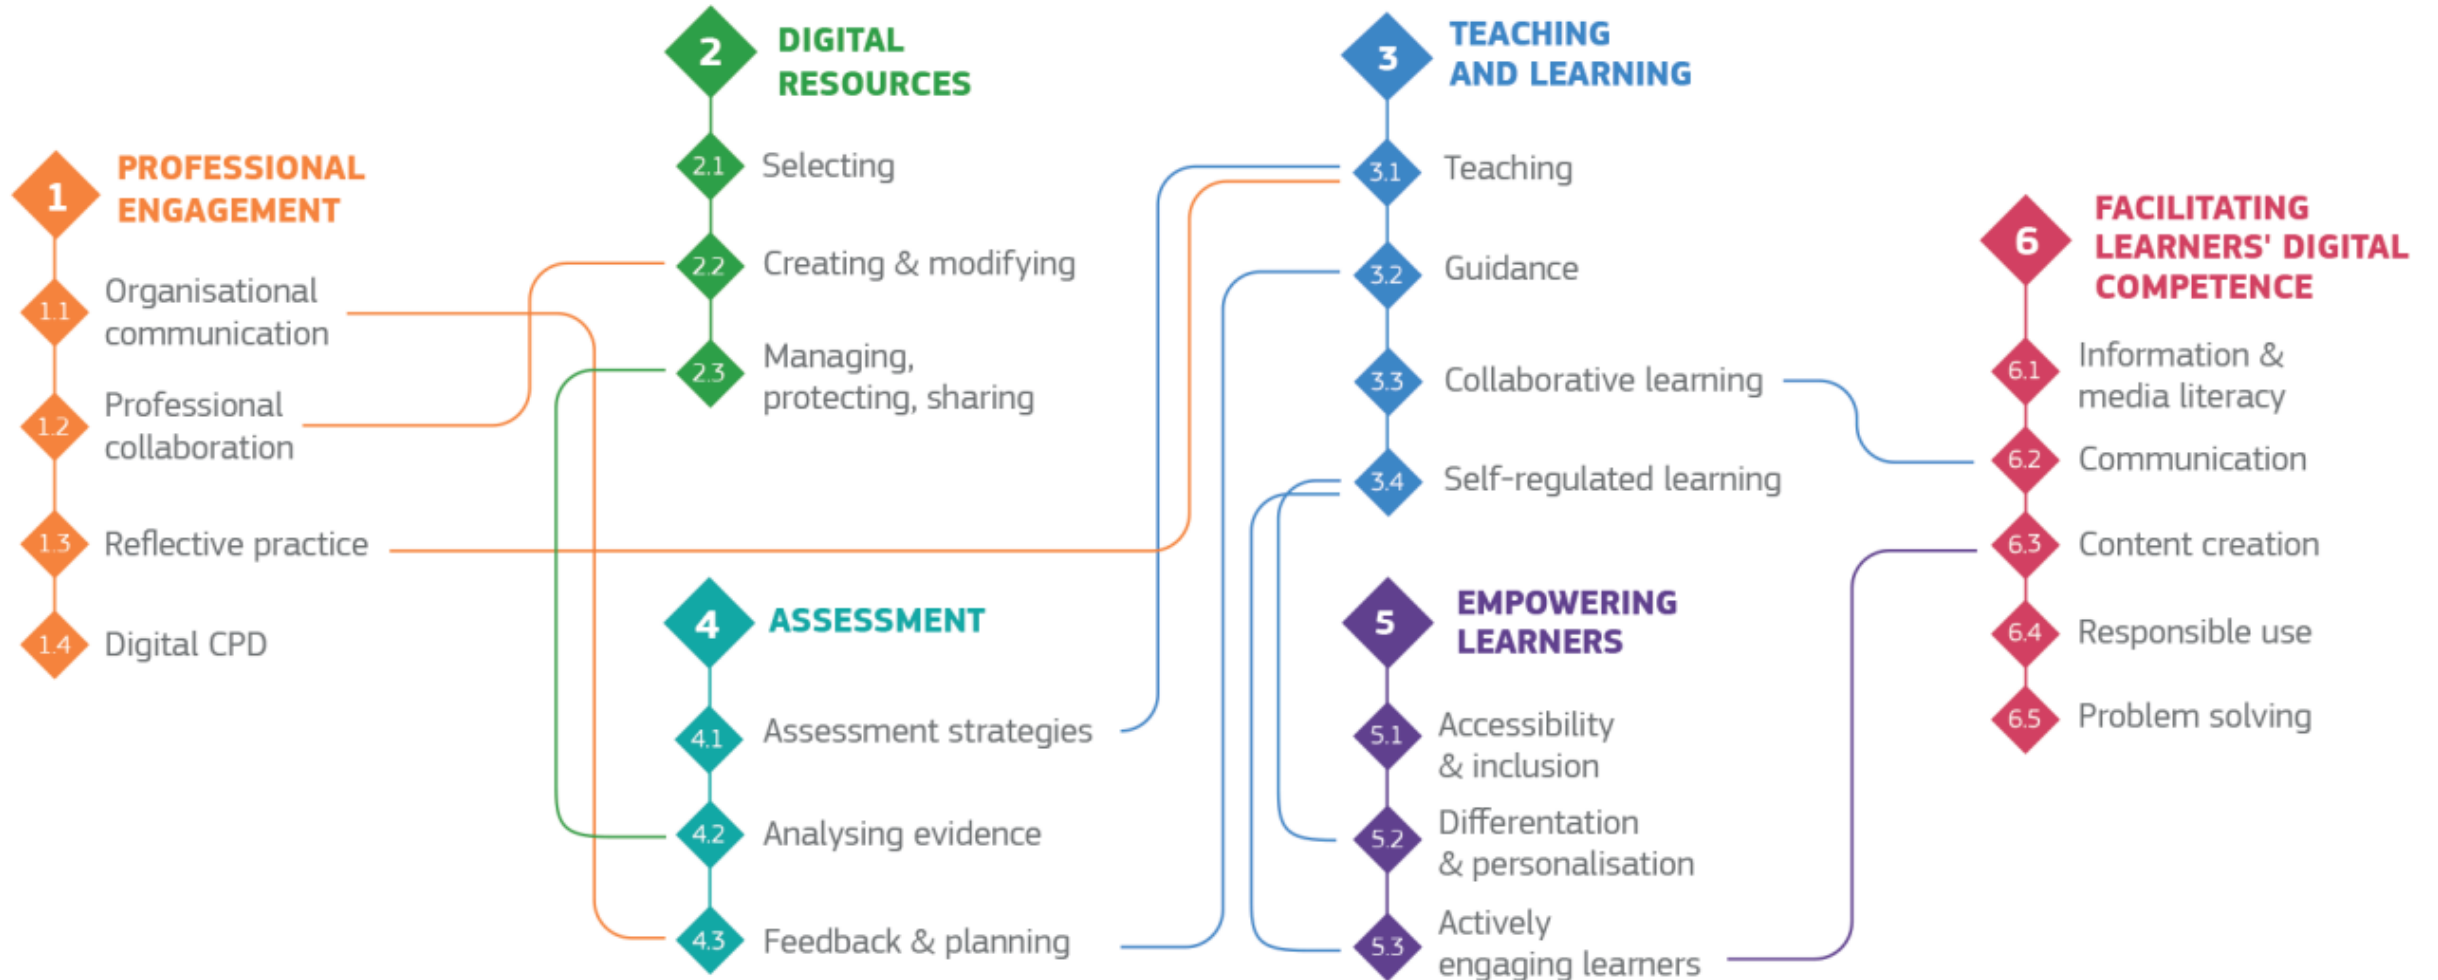 1
PROFESSIONAL
ENGAGEMENT
1.1
Organisational
communication
1.2
Professional
collaboration
1.3
Reflective practice
1.4
Digital CPD
2
DIGITAL
RESOURCES
2.1
Selecting
2.2
Creating & modifying
2.3
Managing,
protecting, sharing
3
TEACHING
AND LEARNING
3.1
Teaching
3.2
Guidance
3.3
Collaborative learning
3.4
Self-regulated learning
4
ASSESSMENT
4.1
Assessment strategies
4.2
Analysing evidence
4.3
Feedback & planning
5
EMPOWERING
LEARNERS
5.1
Accessibility
& inclusion
5.2
Differentation
& personalisation
5.3
Actively
engaging learners
6
FACILITATING
LEARNERS' DIGITAL
COMPETENCE
6.1
Information &
media literacy
6.2
Communication
6.3
Content creation
6.4
Responsible use
6.5
Problem solving